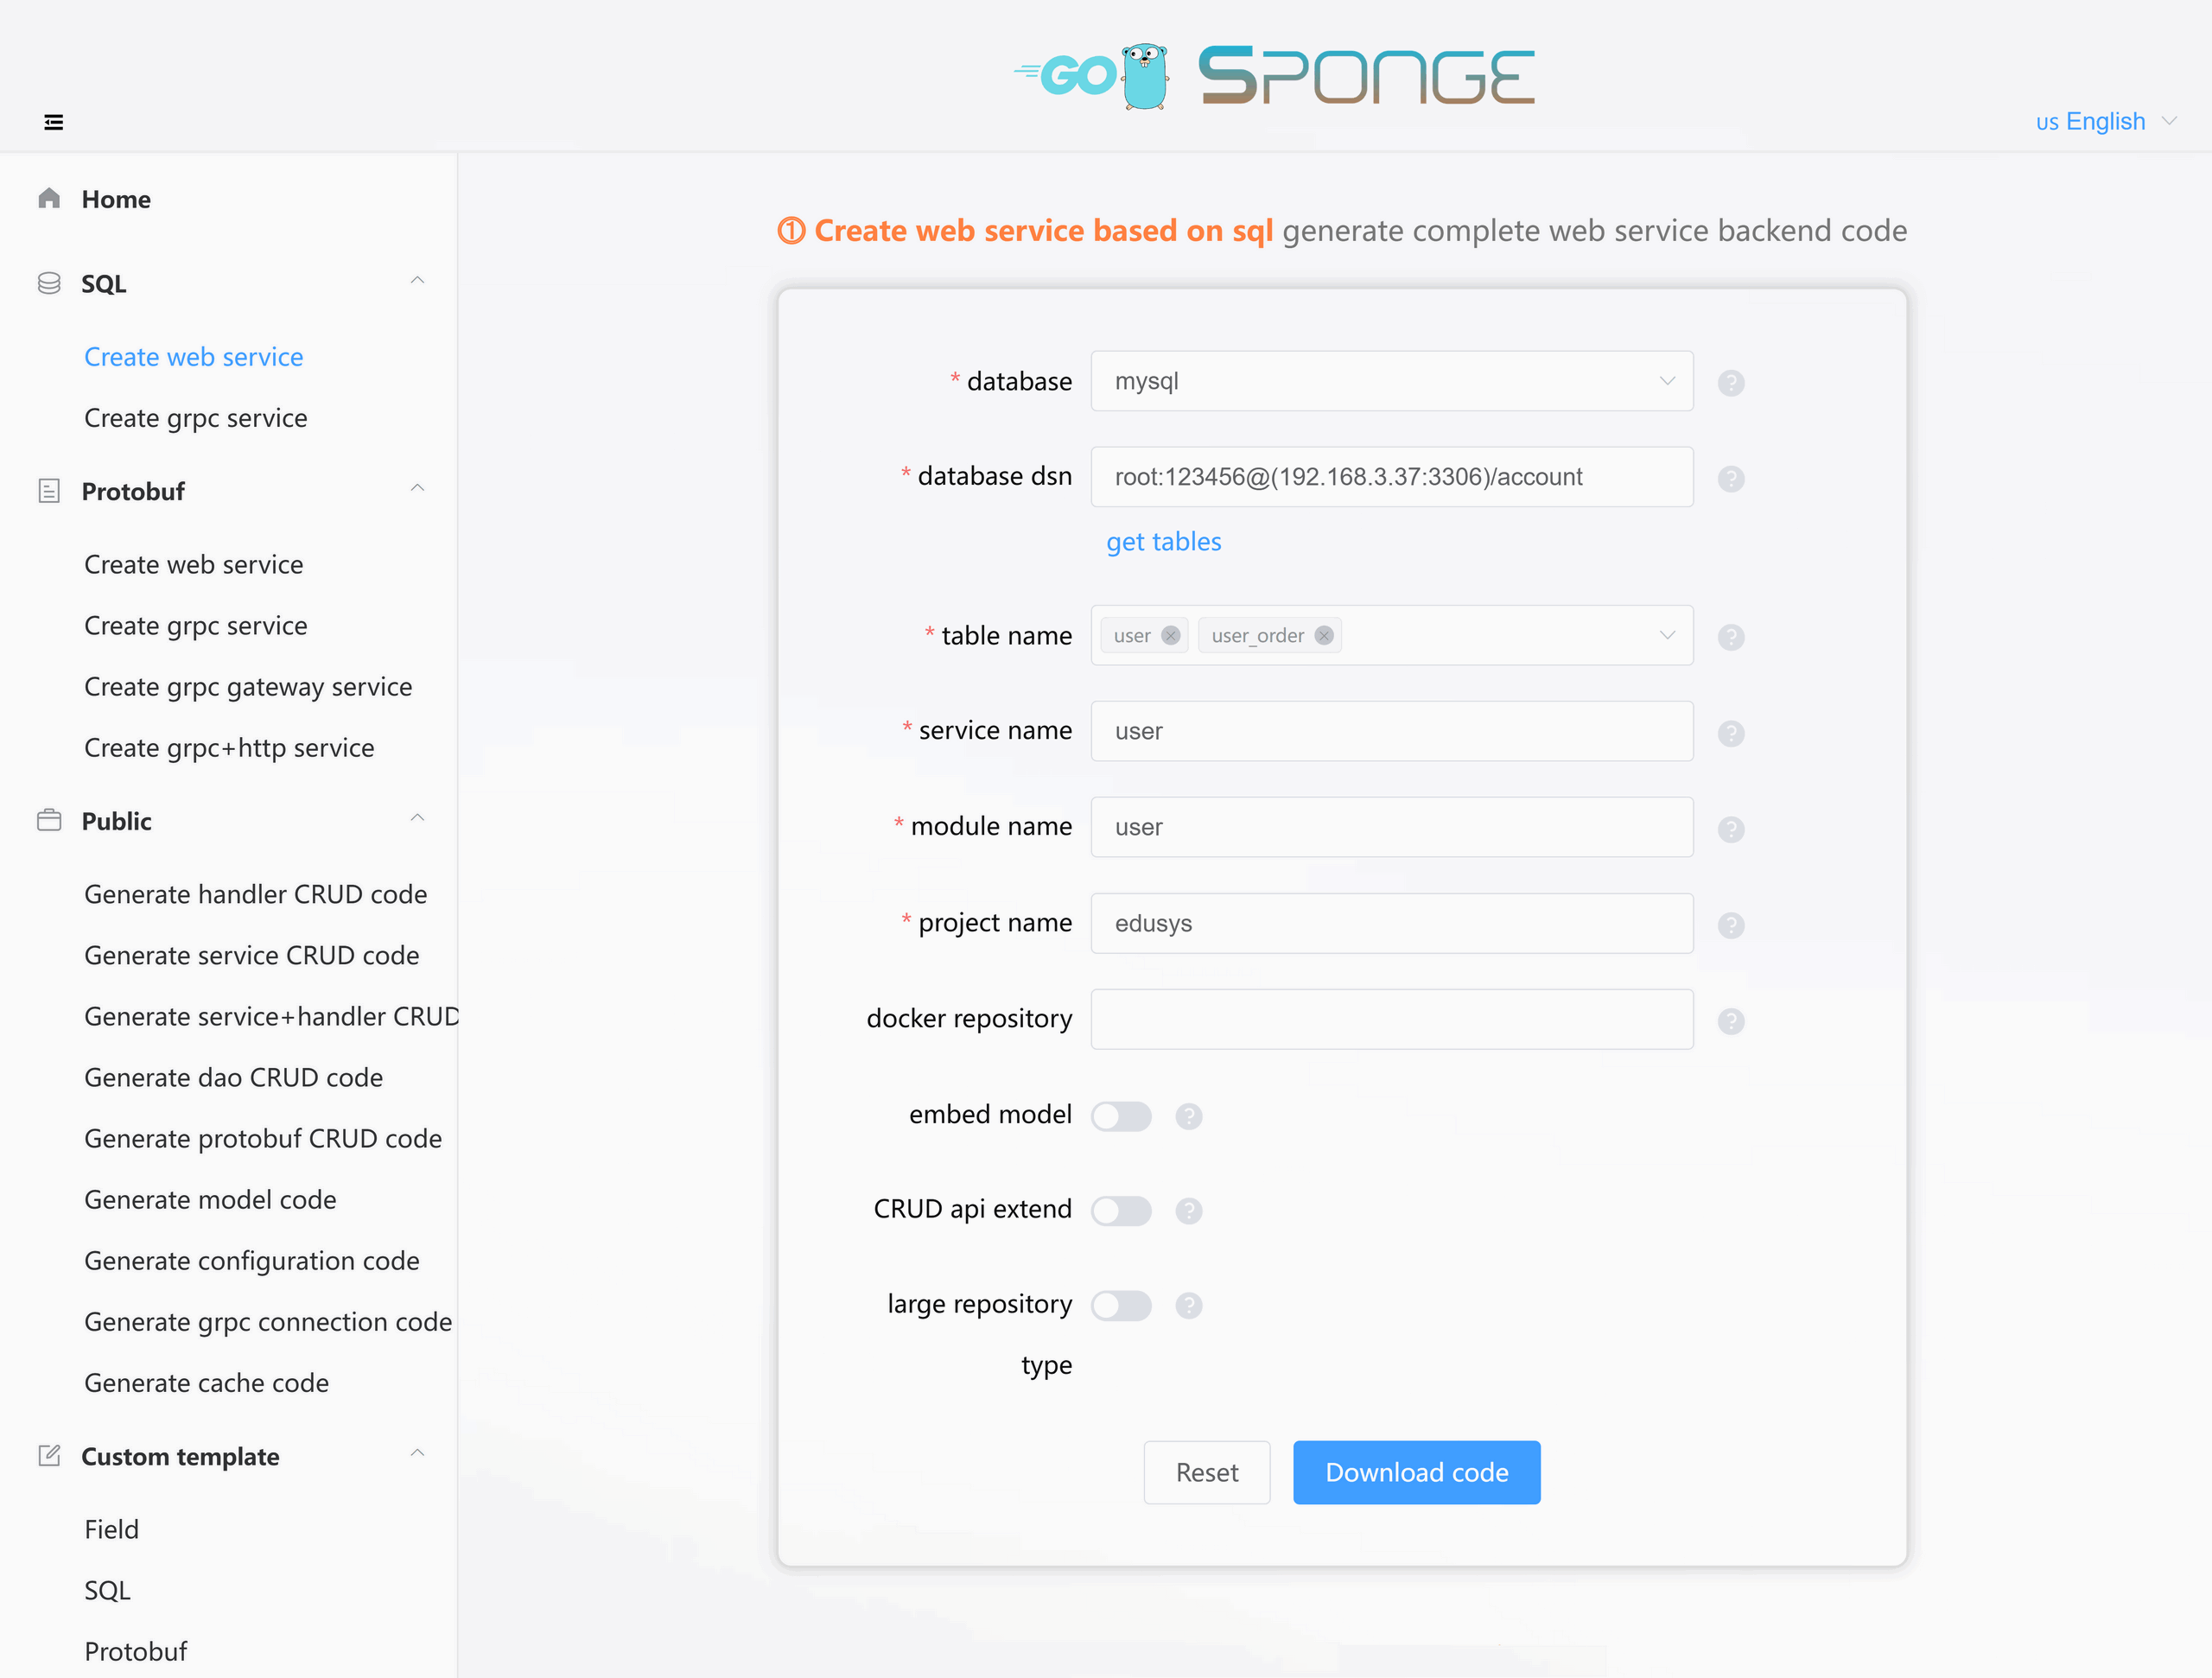 GO SPONGE
US English
Home
SQL
Create web service
Create grpc service
Protobuf
Create web service
Create grpc service
Create grpc gateway service
Create grpc+http service
Public
Generate handler CRUD code
Generate service CRUD code
Generate service+handler CRUD
Generate dao CRUD code
Generate protobuf CRUD code
Generate model code
Generate configuration code
Generate grpc connection code
Generate cache code
Custom template
Field
SQL
Protobuf
① Create web service based on sql generate complete web service backend code
* database mysql ?
* database dsn root:123456@(192.168.3.37:3306)/account ?
get tables
* table name user user_order ?
* service name user ?
* module name user ?
* project name edusys ?
docker repository ?
embed model ?
CRUD api extend ?
large repository ?
type
Reset Download code